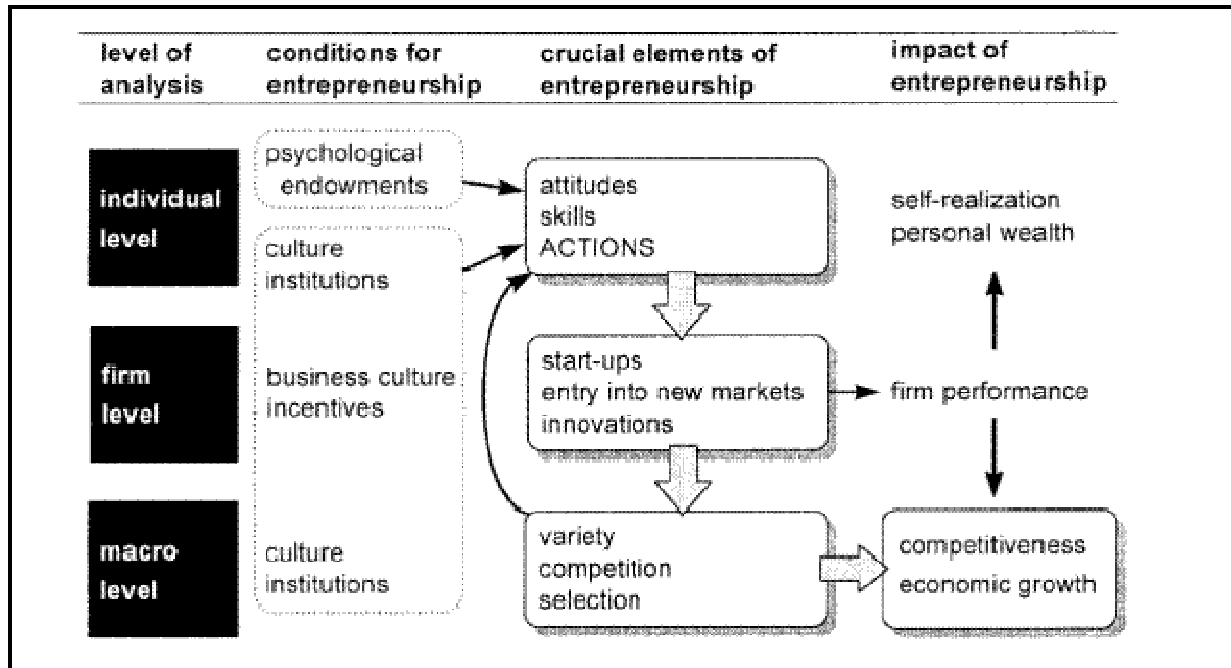 level of
analysis
conditions for
entrepreneurship
crucial elements of
entrepreneurship
impact of
entrepreneurship
individual
level
psychological
endowments
culture
institutions
attitudes
skills
ACTIONS
self-realization
personal wealth
firm
level
business culture
incentives
start-ups
entry into new markets
innovations
firm performance
macro
level
culture
institutions
variety
competition
selection
competitiveness
economic growth